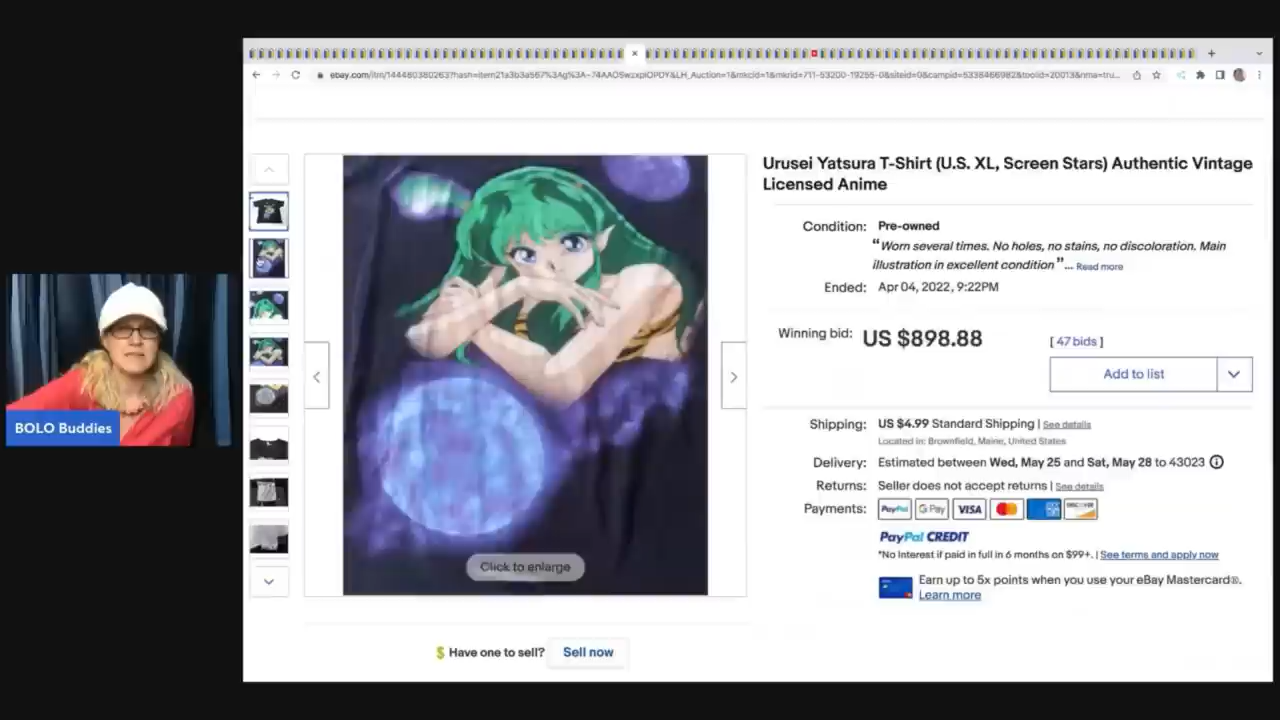 Urusei Yatsura T-Shirt (U.S. XL, Screen Stars) Authentic Vintage
Licensed Anime
Condition: Pre-owned
“Worn several times. No holes, no stains, no discoloration. Main
illustration in excellent condition”... Read more
Ended: Apr 04, 2022, 9:22PM
Winning bid: US $898.88
[ 47 bids ]
Add to list
Shipping: US $4.99 Standard Shipping | See details
Located in: Brownfield, Maine, United States
Delivery: Estimated between Wed, May 25 and Sat, May 28 to 43023
Returns: Seller does not accept returns | See details
Payments: PayPal G Pay VISA
PayPal CREDIT
*No Interest if paid in full in 6 months on $99+. | See terms and apply now
Earn up to 5x points when you use your eBay Mastercard®.
Learn more
Click to enlarge
$ Have one to sell? Sell now
BOLO Buddies